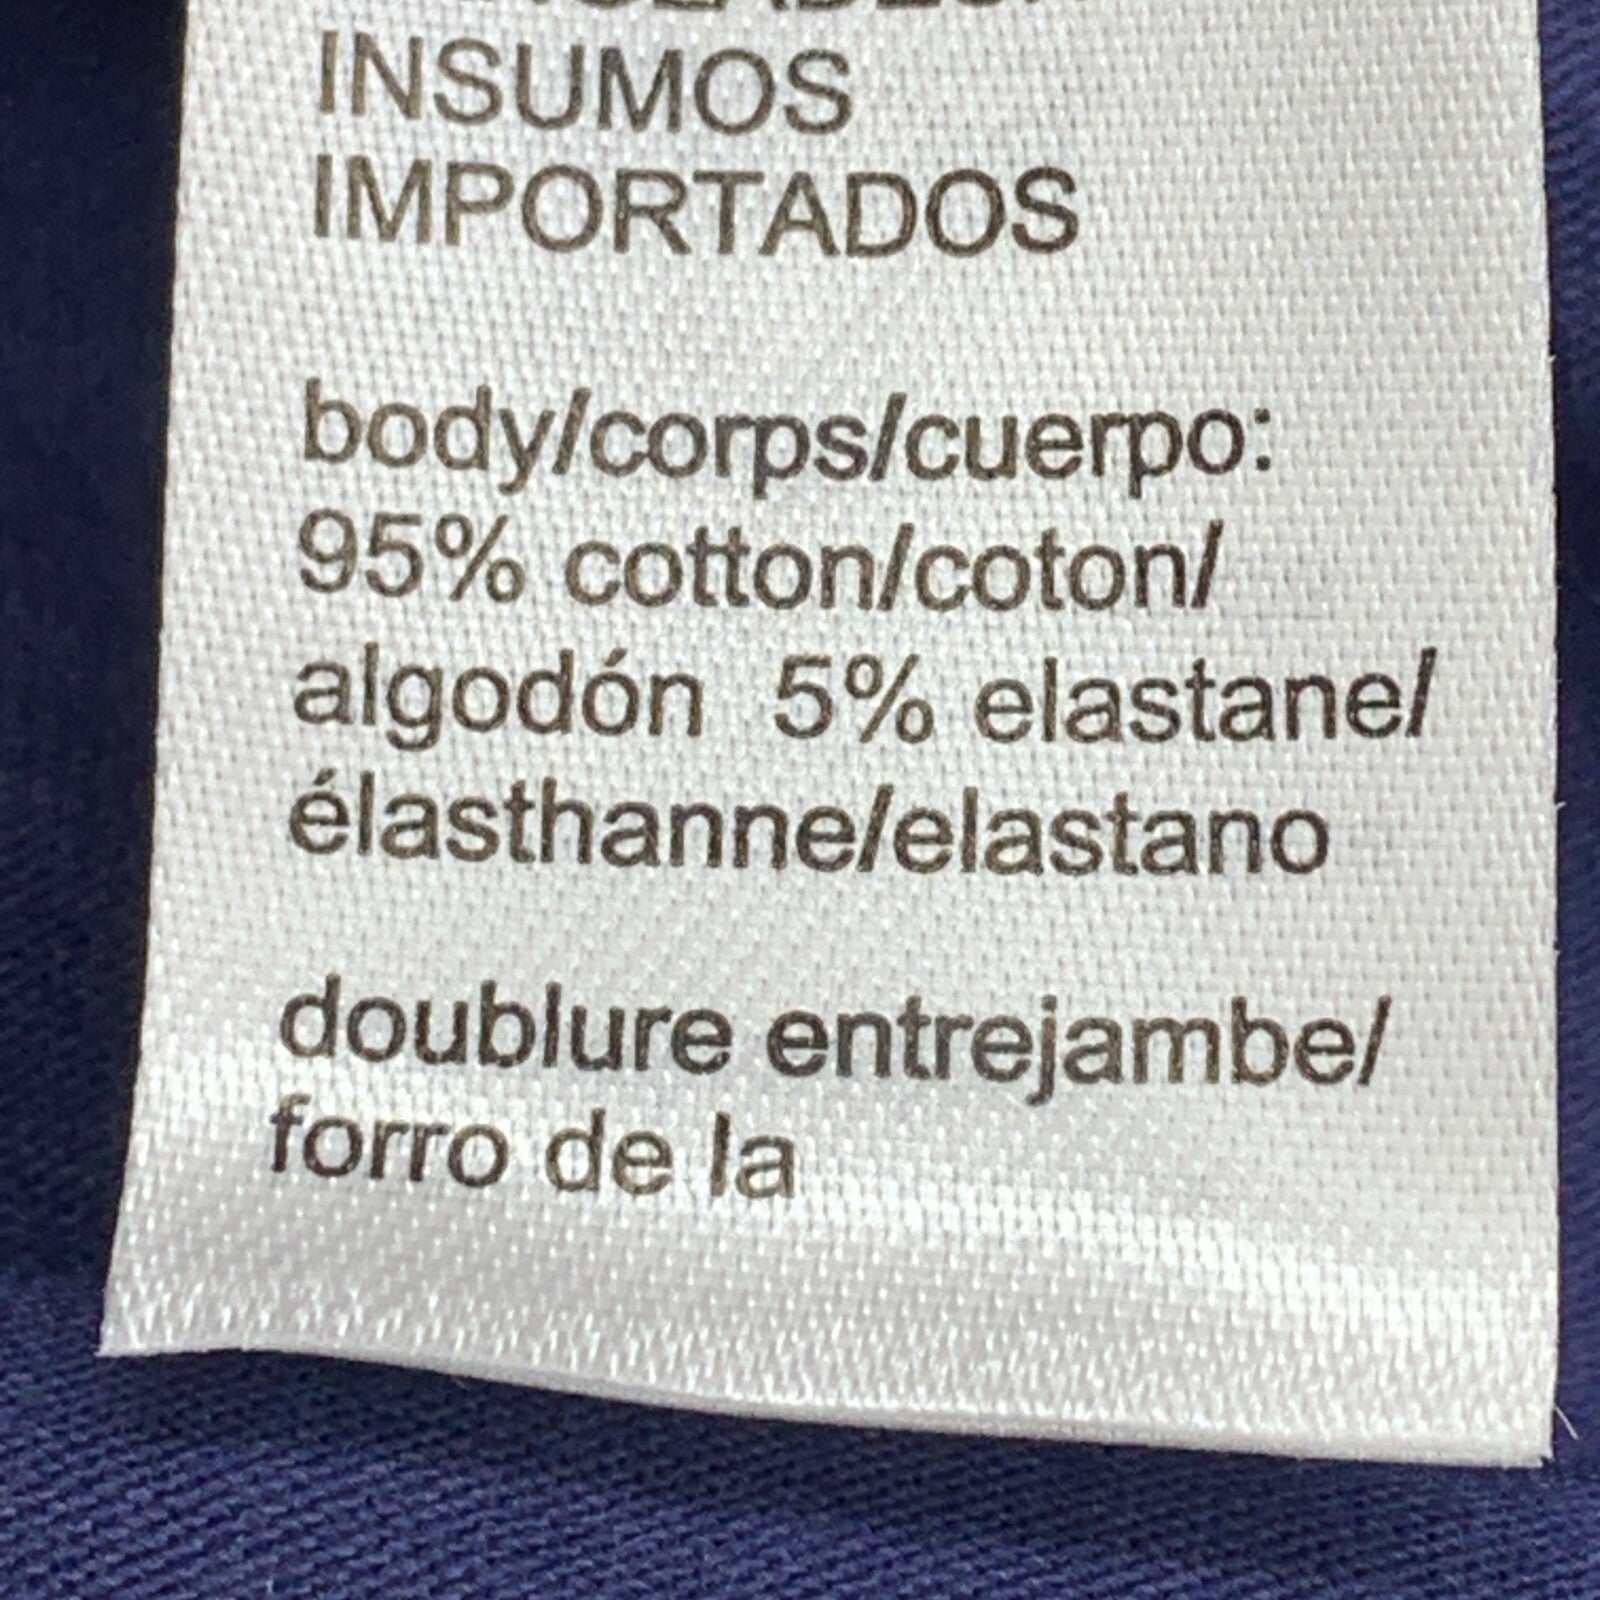 INSUMOS
IMPORTADOS
body/corps/cuerpo:
95% cotton/coton/
algodón 5% elastane/
élasthanne/elastano
doublure entrejambe/
forro de la